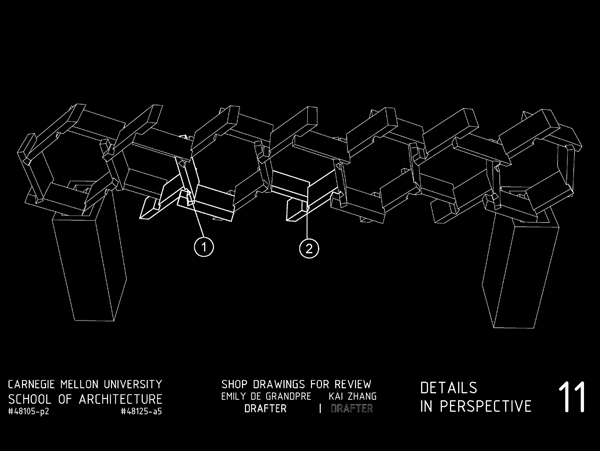 1
2
CARNEGIE MELLON UNIVERSITY
SCHOOL OF ARCHITECTURE
#48105-p2 #48125-a5
SHOP DRAWINGS FOR REVIEW
EMILY DE GRANDPRE KAI ZHANG
DRAFTER | DRAFTER
DETAILS
IN PERSPECTIVE
11